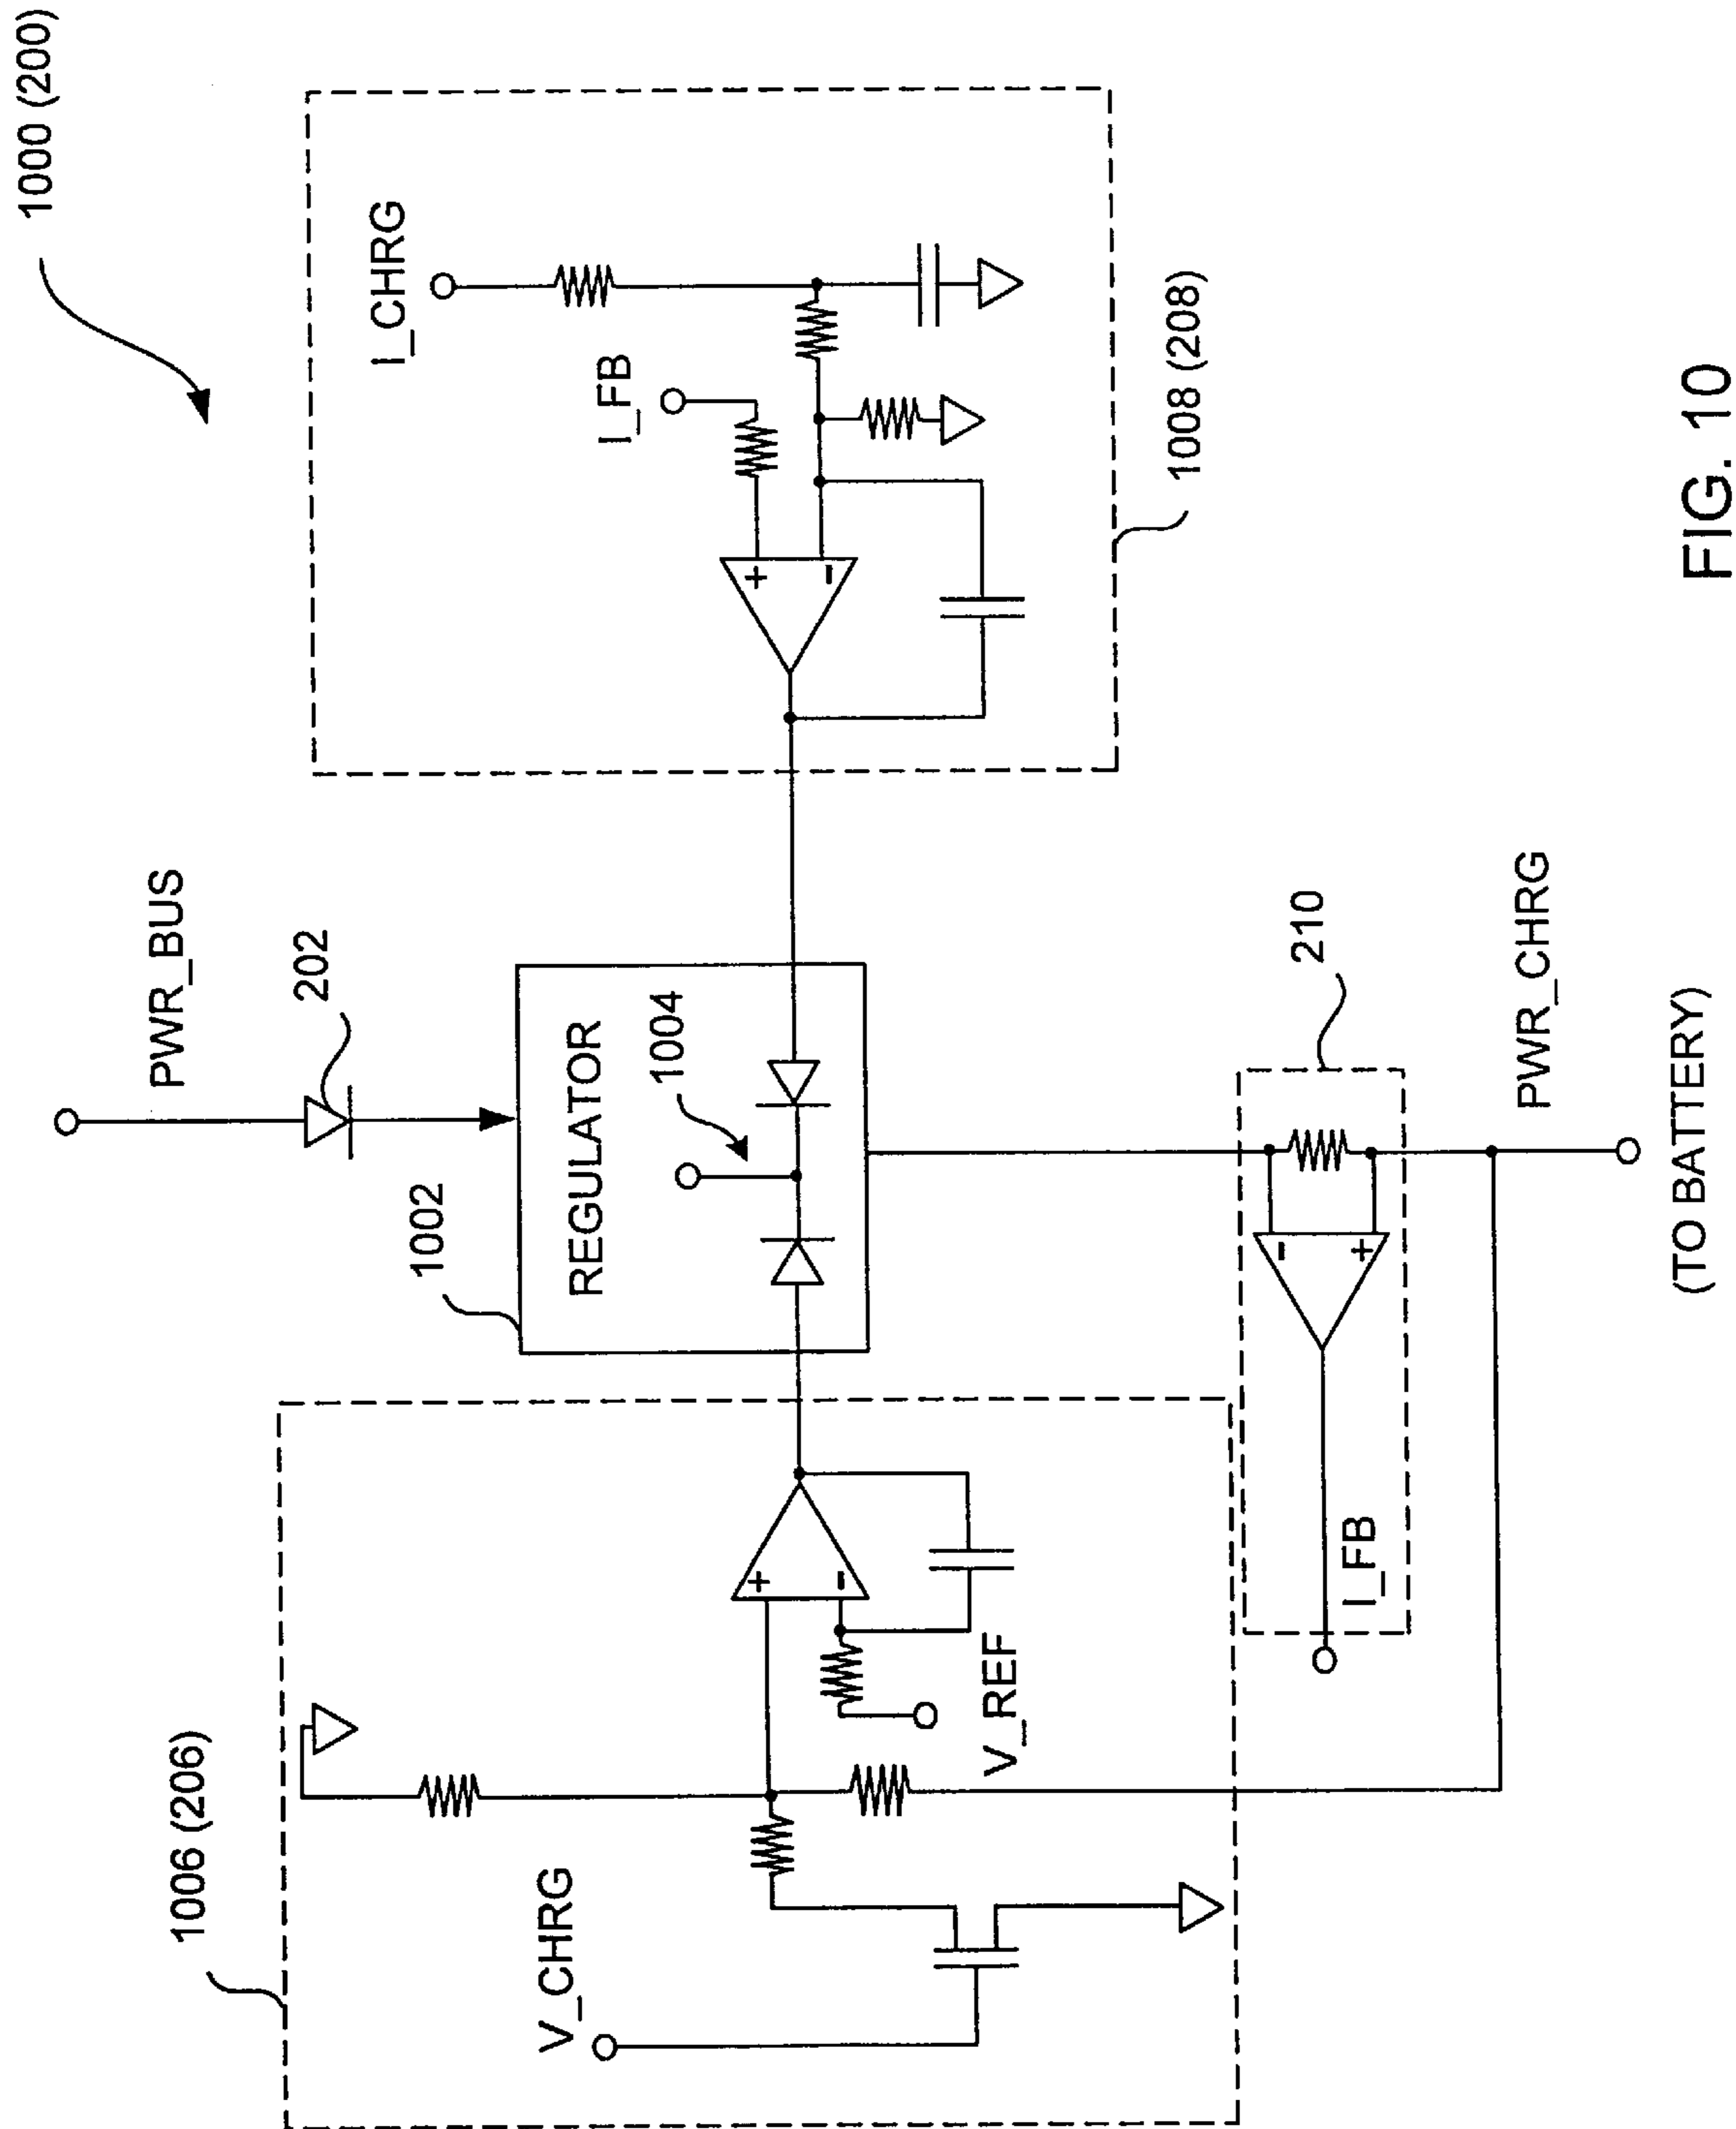 1000 (200)
PWR_BUS
202
1002
REGULATOR
1004
1006 (206)
V_CHRG
+
-
V_REF
I_CHRG
I_FB
+
-
1008 (208)
210
-
+
I_FB
PWR_CHRG
(TO BATTERY)
FIG. 10